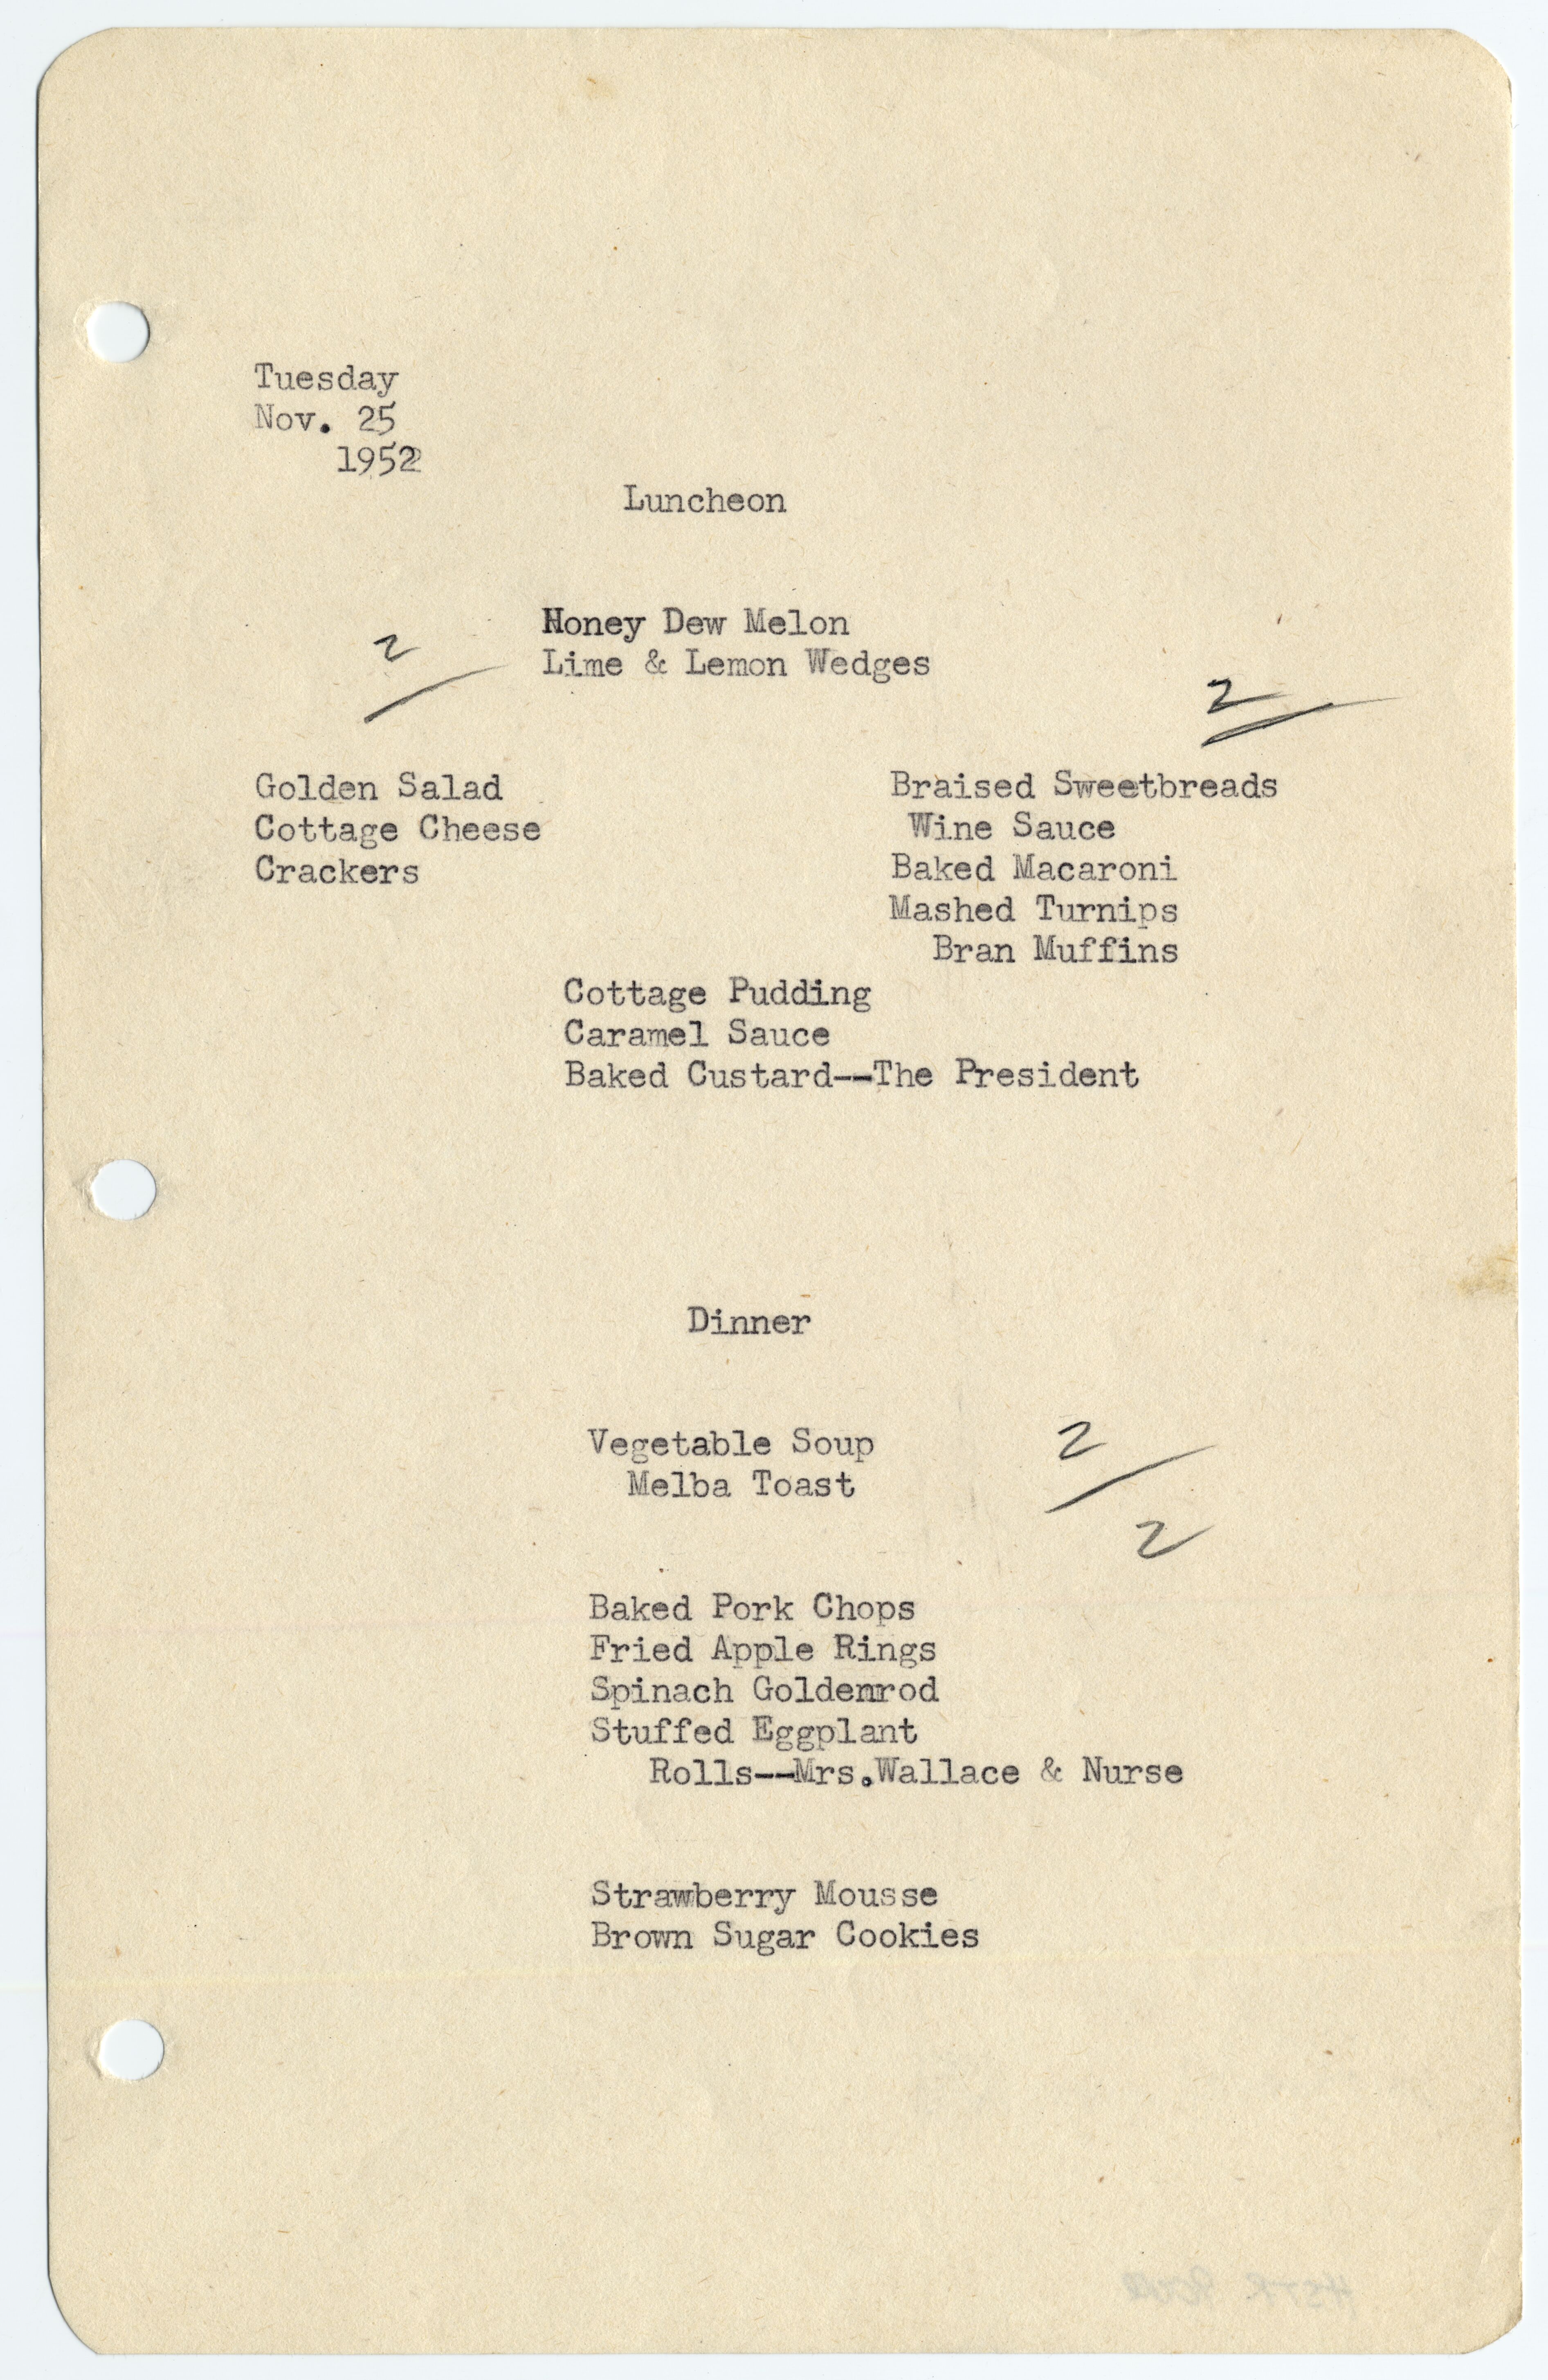 Tuesday
Nov. 25
1952
Luncheon
Honey Dew Melon
2
Lime & Lemon Wedges
2
Golden Salad
Cottage Cheese
Crackers
Braised Sweetbreads
Wine Sauce
Baked Macaroni
Mashed Turnips
Bran Muffins
Cottage Pudding
Caramel Sauce
Baked Custard--The President
Dinner
Vegetable Soup
2
Melba Toast
2
Baked Pork Chops
Fried Apple Rings
Spinach Goldenrod
Stuffed Eggplant
Rolls--Mrs.Wallace & Nurse
Strawberry Mousse
Brown Sugar Cookies